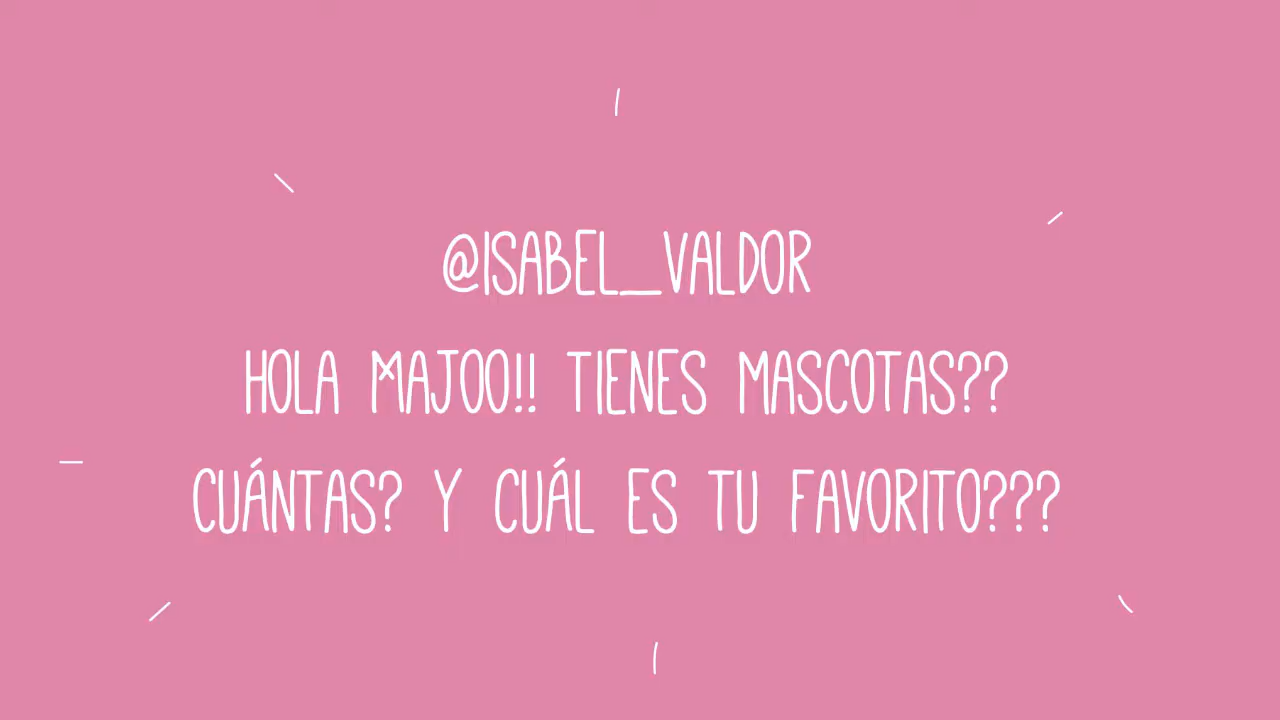 @ISABEL_VALDOR
HOLA MAJOO!! TIENES MASCOTAS??
CUÁNTAS? Y CUÁL ES TU FAVORITO???